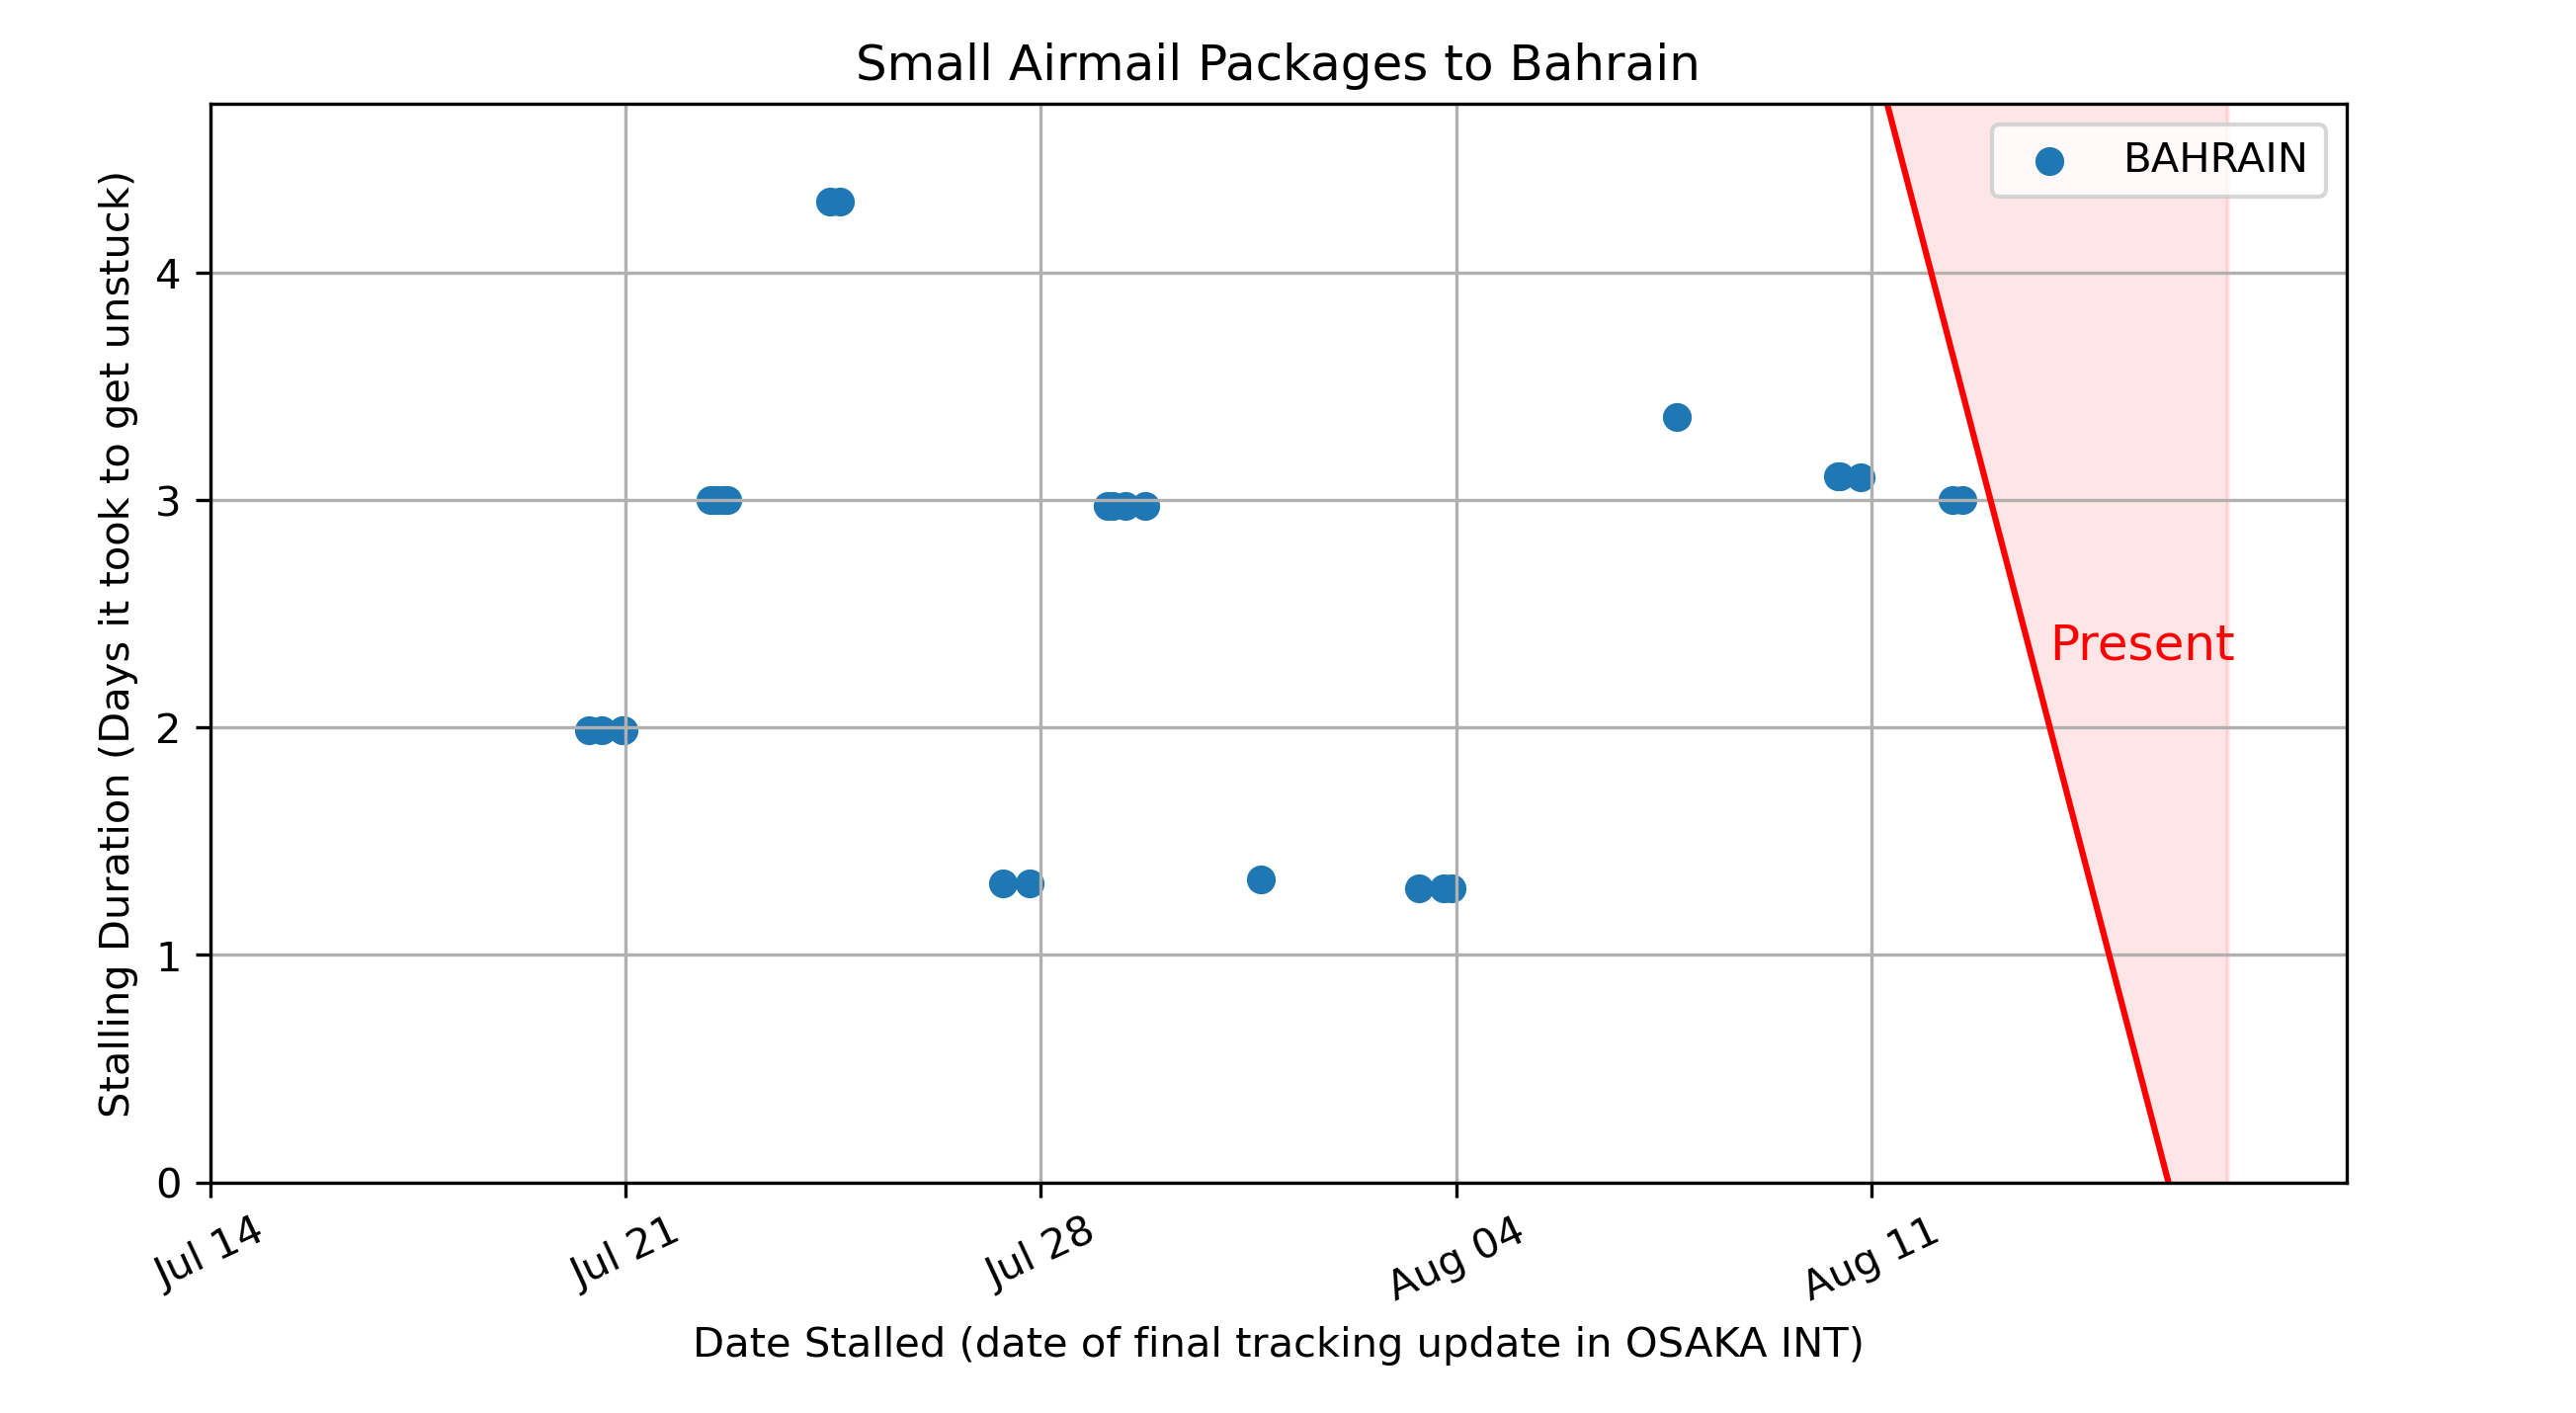 Small Airmail Packages to Bahrain
BAHRAIN
Stalling Duration (Days it took to get unstuck)
4
3
2
1
0
Present
Jul 14
Jul 21
Jul 28
Aug 04
Aug 11
Date Stalled (date of final tracking update in OSAKA INT)